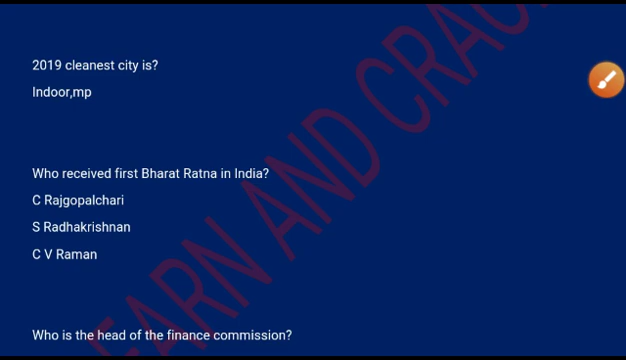 2019 cleanest city is?
Indoor,mp
Who received first Bharat Ratna in India?
C Rajgopalchari
S Radhakrishnan
C V Raman
Who is the head of the finance commission?
EARN AND CRAC